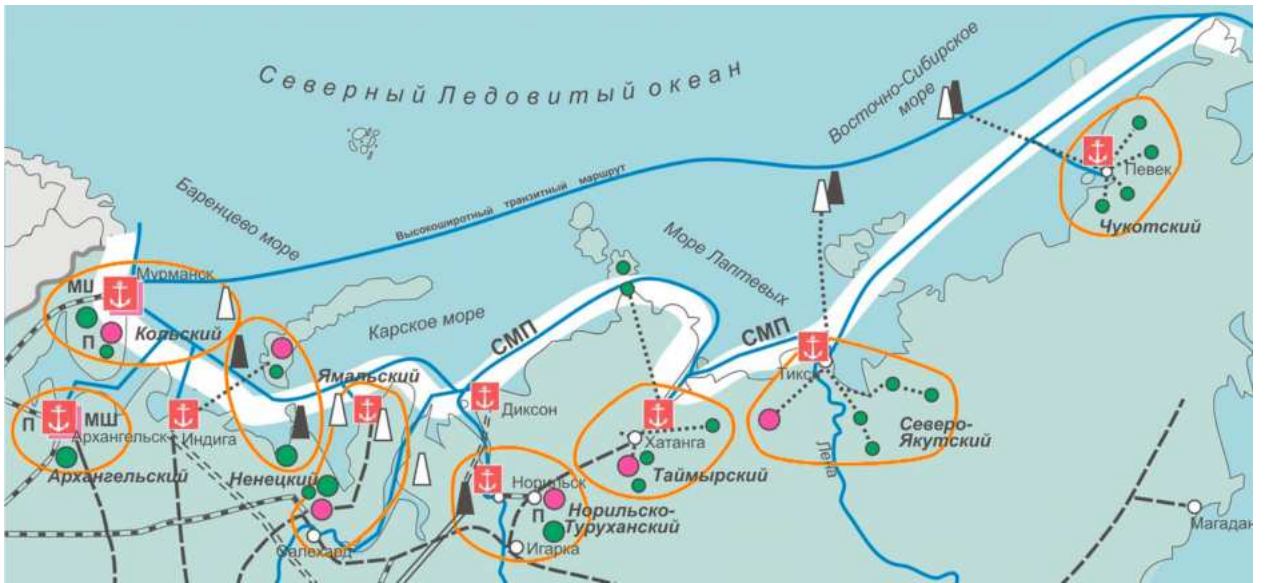 Северный Ледовитый океан
Восточно-Сибирское
море
Баренцево море
Высокоширотный транзитный маршрут
Певек
Чукотский
Море Лаптевых
Мурманск
МШ
Кольский
П
Карское море
СМП
СМП
Тикси
Ямальский
Диксон
П
МШ
Архангельск
Индига
Хатанга
Северо-
Якутский
Лена
Архангельский
Ненецкий
Норильск
Таймырский
П
Норильско-
Туруханский
Магадан
Салехард
Игарка